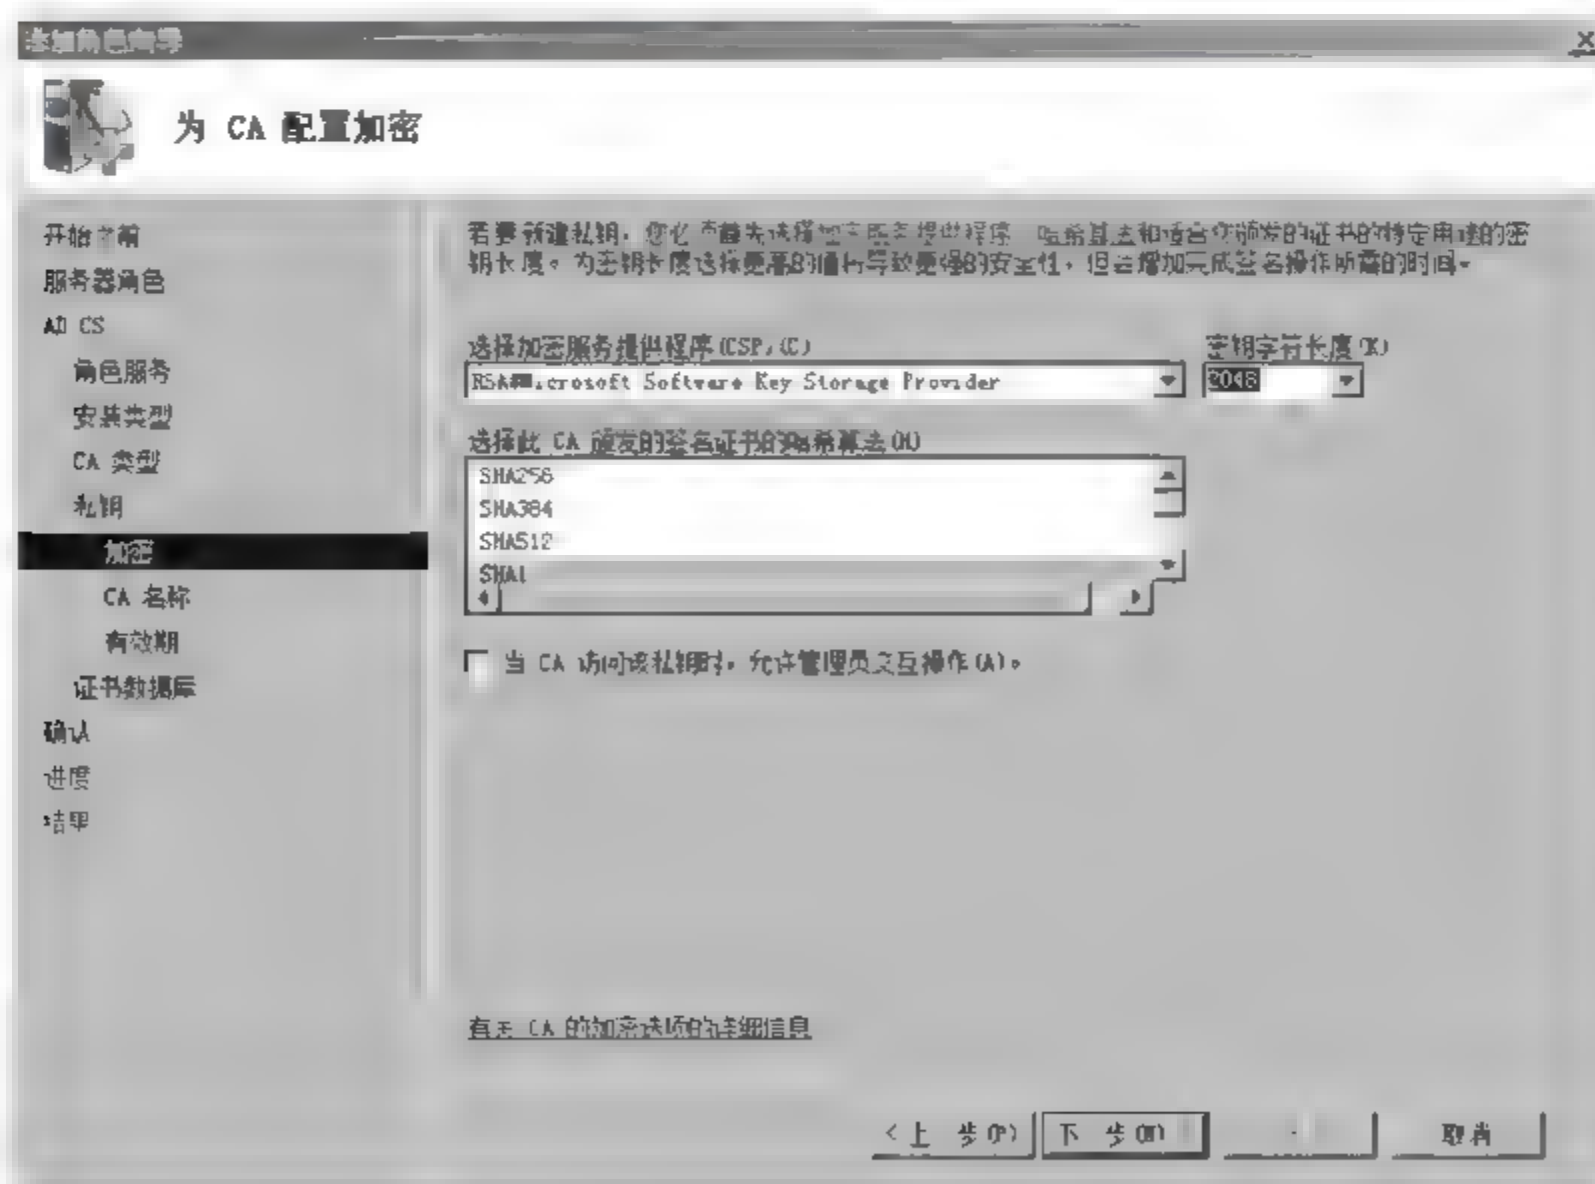 添加角色向导
为 CA 配置加密
开始之前
服务器角色
AD CS
角色服务
安装类型
CA 类型
私钥
加密
CA 名称
有效期
证书数据库
确认
进度
结果
若要新建私钥，您必须首先选择加密服务提供程序、哈希算法和适合您颁发的证书的特定用途的密
钥长度。为密钥长度选择更高的值将导致更强的安全性，但会增加完成签名操作所需的时间。
选择加密服务提供程序(CSP)(C)
密钥字符长度(K)
RSA#Microsoft Software Key Storage Provider
2048
选择此 CA 颁发的签名证书的哈希算法(H)
SHA256
SHA384
SHA512
SHA1
当 CA 访问该私钥时，允许管理员交互操作(A)。
有关 CA 的加密选项的详细信息
< 上一步(P)
下一步(N)
取消